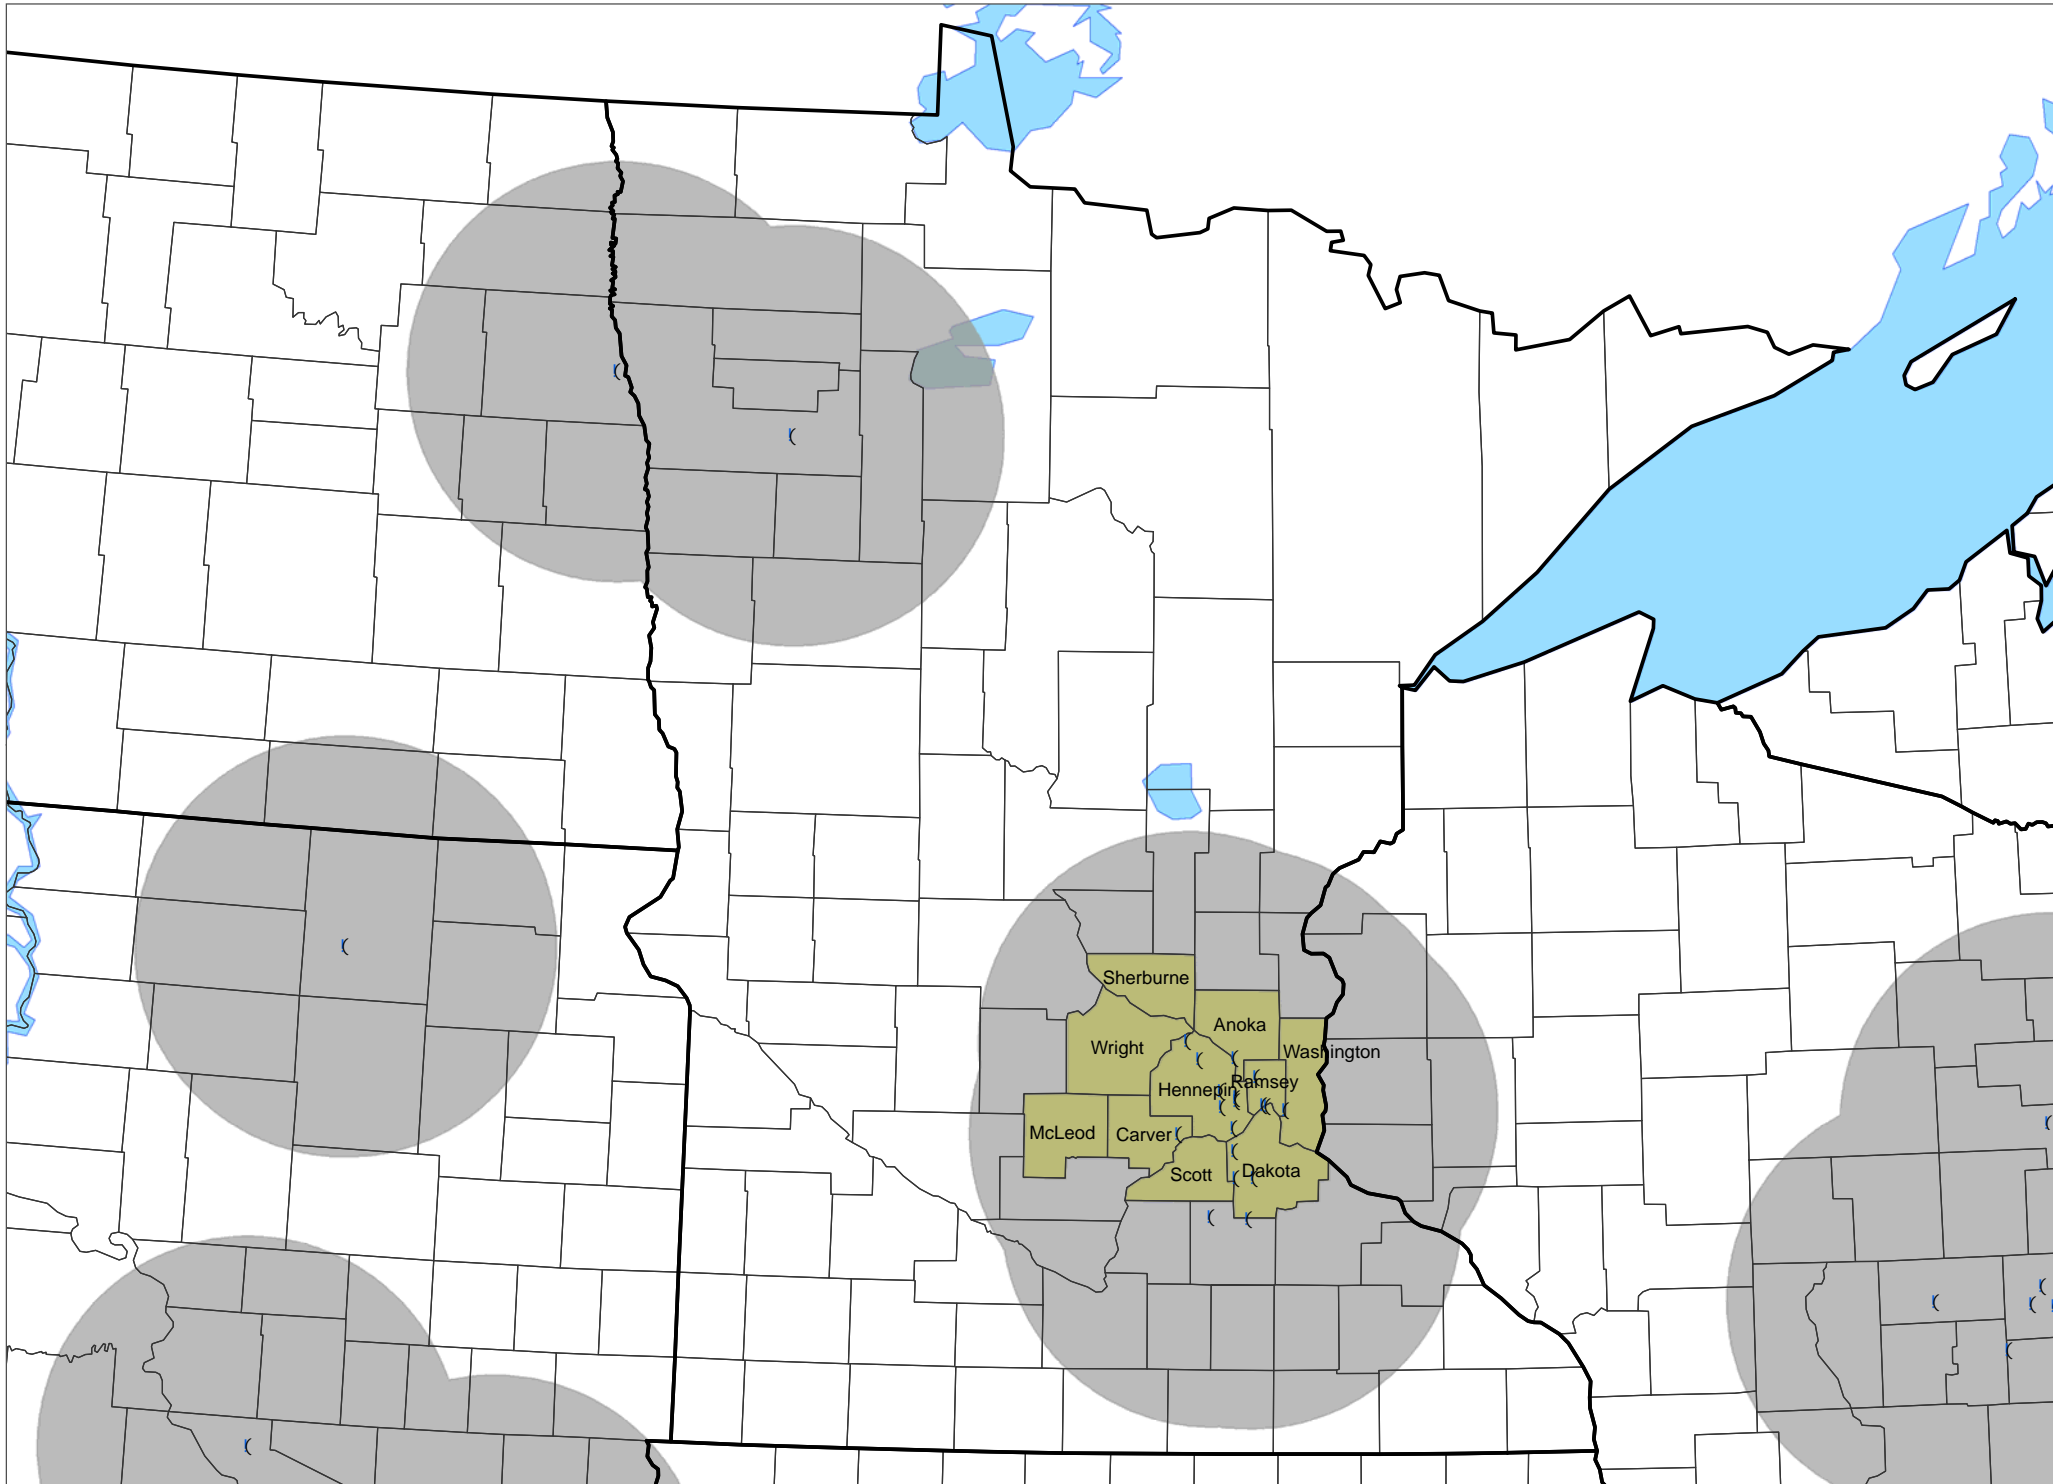 Sherburne
Anoka
Wright
Washington
Hennepin
Ramsey
McLeod
Carver
Scott
Dakota